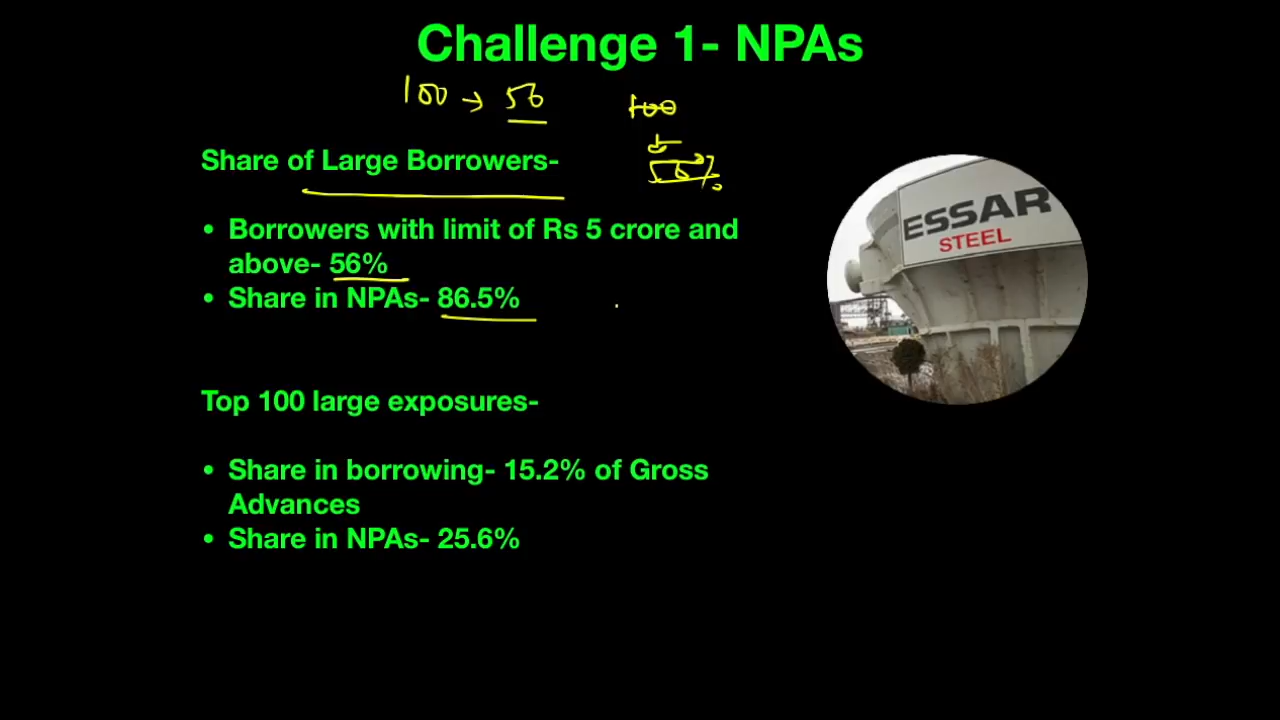 Challenge 1- NPAs
100 → 56
100
56%
Share of Large Borrowers-
• Borrowers with limit of Rs 5 crore and
above- 56%
• Share in NPAs- 86.5%
ESSAR
STEEL
Top 100 large exposures-
• Share in borrowing- 15.2% of Gross
Advances
• Share in NPAs- 25.6%